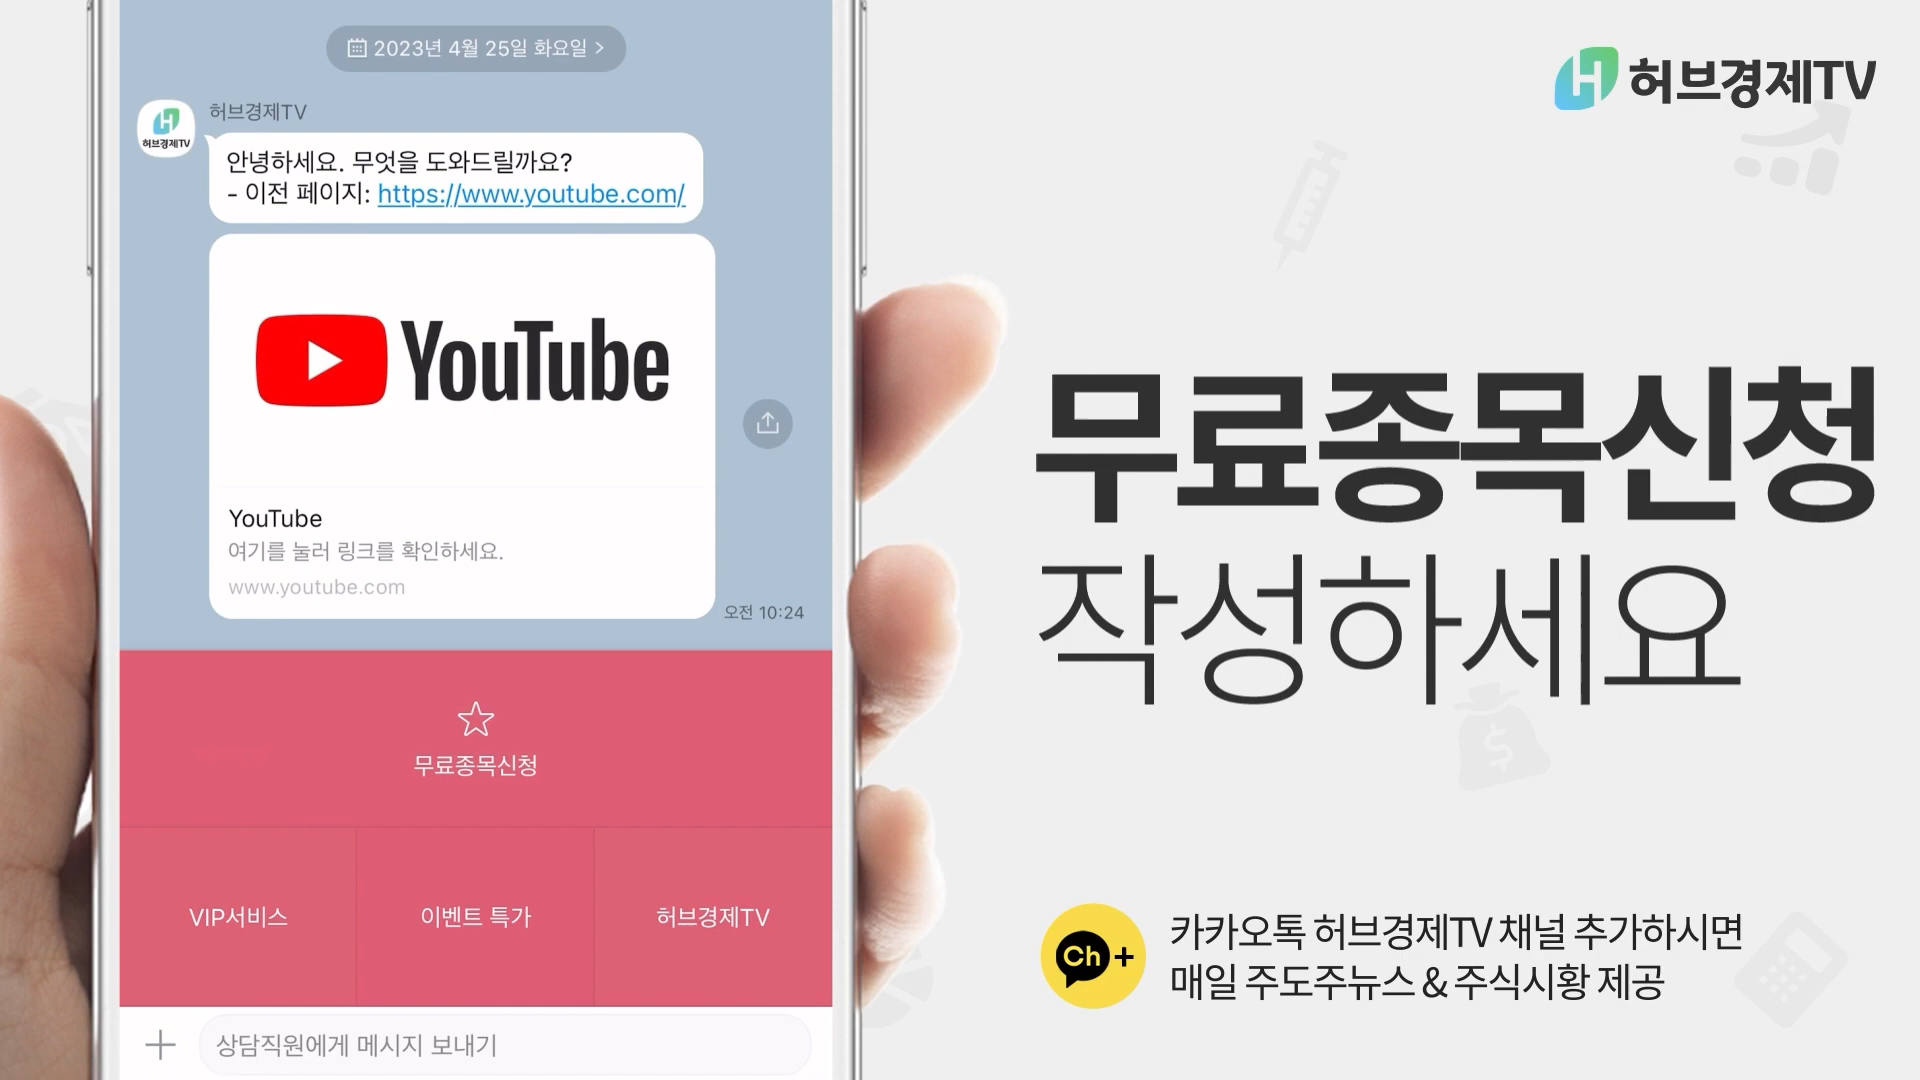 2023년 4월 25일 화요일 >
허브경제TV
허브경제TV
안녕하세요. 무엇을 도와드릴까요?
- 이전 페이지: https://www.youtube.com/
YouTube
YouTube
여기를 눌러 링크를 확인하세요.
www.youtube.com
오전 10:24
무료종목신청
VIP서비스
이벤트 특가
허브경제TV
상담직원에게 메시지 보내기
허브경제TV
무료종목신청
작성하세요
Ch+
카카오톡 허브경제TV 채널 추가하시면
매일 주도주뉴스 & 주식시황 제공